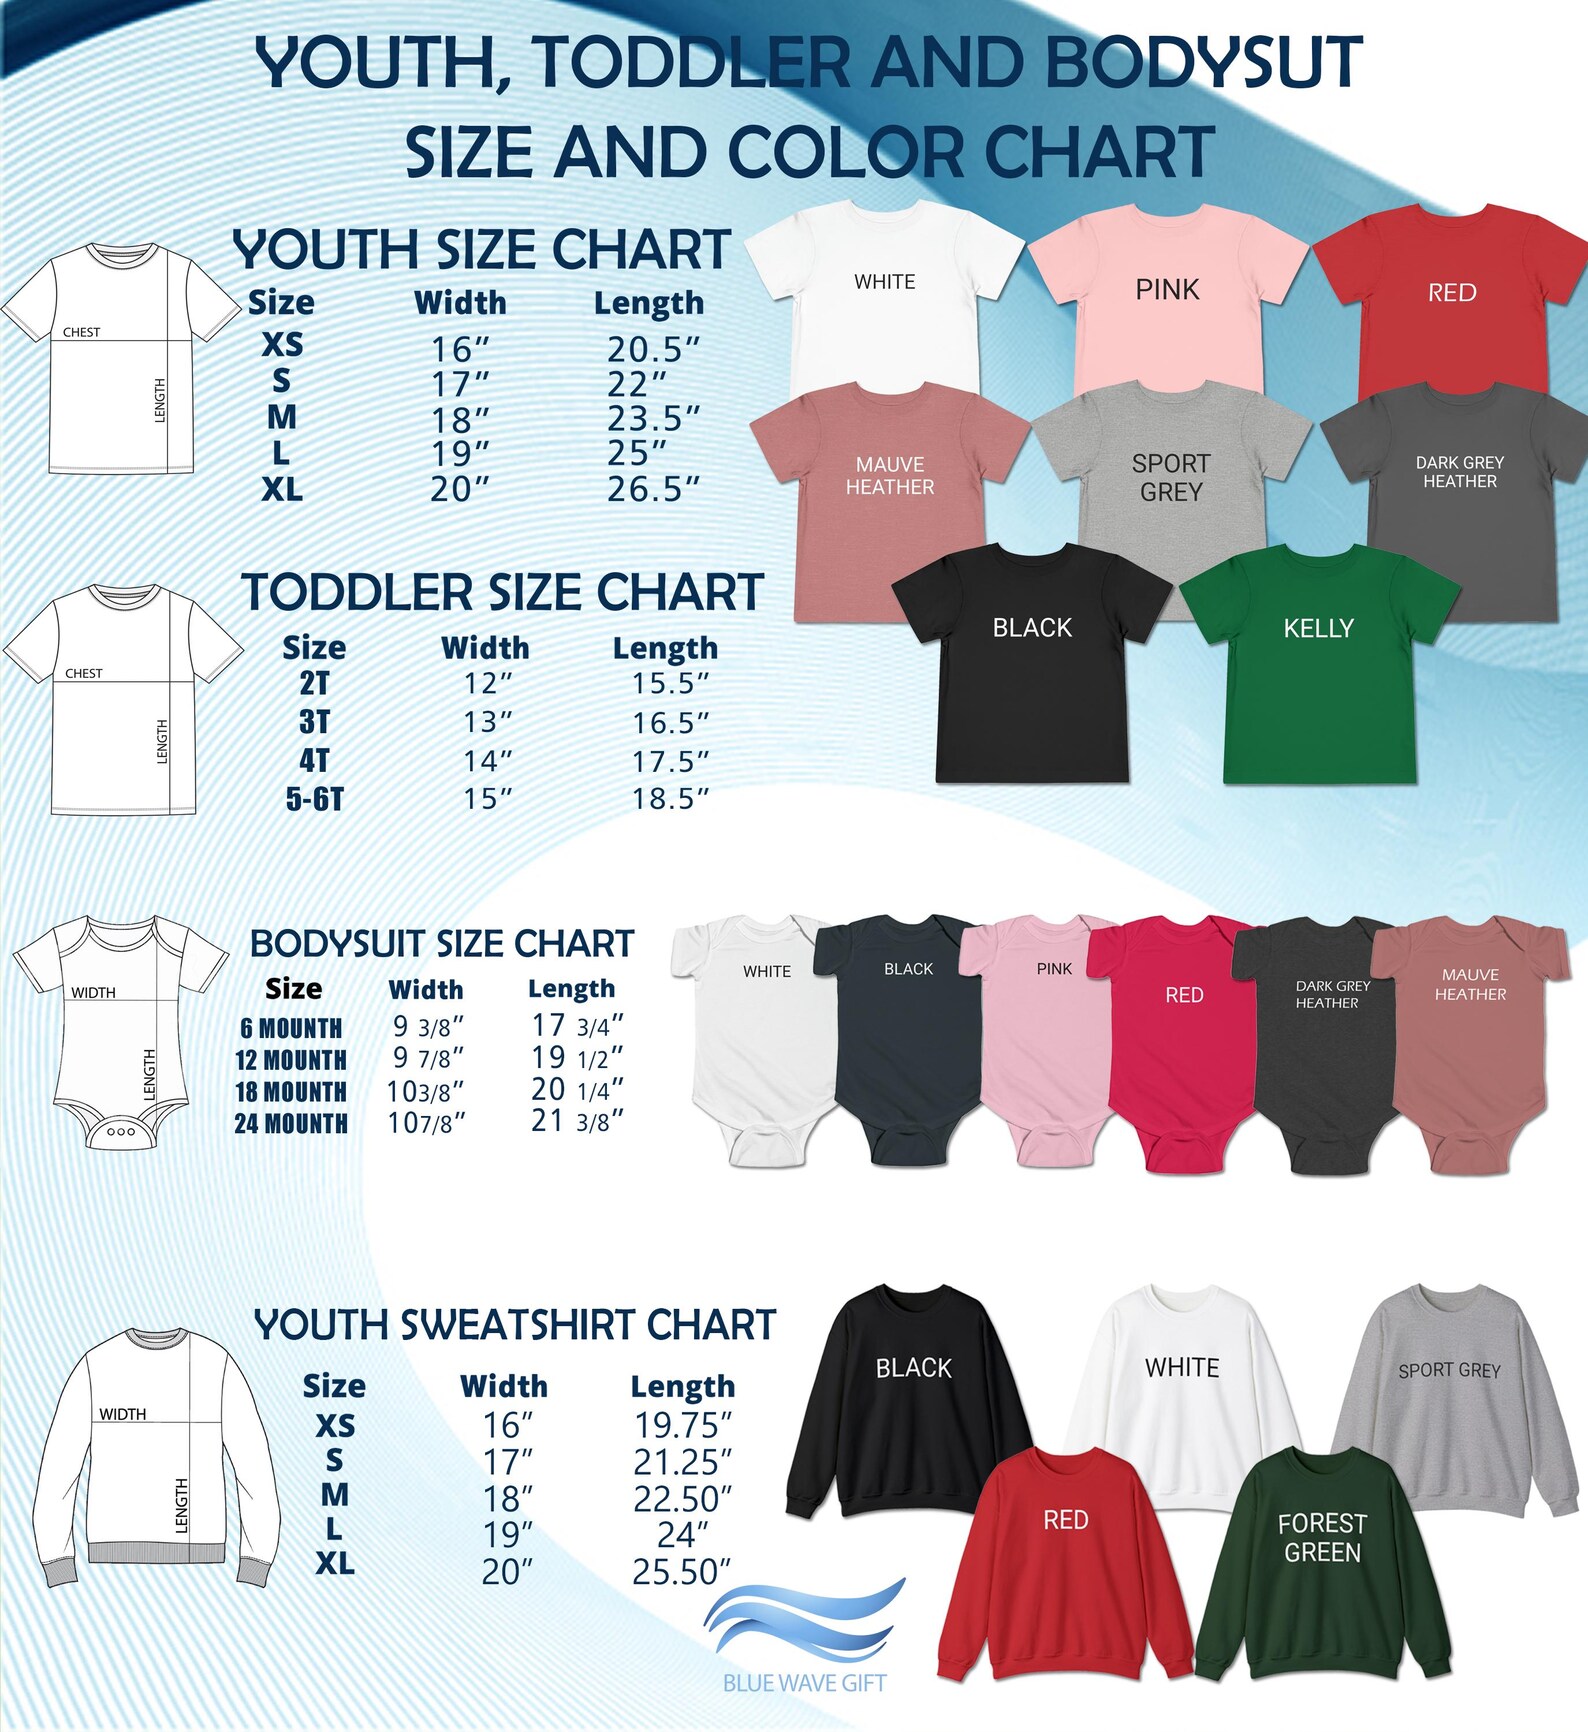 YOUTH, TODDLER AND BODYSUT
SIZE AND COLOR CHART
YOUTH SIZE CHART
Size Width Length
XS 16" 20.5"
S 17" 22"
M 18" 23.5"
L 19" 25"
XL 20" 26.5"
CHEST
LENGTH
WHITE
PINK
RED
MAUVE
HEATHER
SPORT
GREY
DARK GREY
HEATHER
BLACK
KELLY
TODDLER SIZE CHART
Size Width Length
2T 12" 15.5"
3T 13" 16.5"
4T 14" 17.5"
5-6T 15" 18.5"
CHEST
LENGTH
BODYSUIT SIZE CHART
Size Width Length
6 MOUNTH 9 3/8" 17 3/4"
12 MOUNTH 9 7/8" 19 1/2"
18 MOUNTH 103/8" 20 1/4"
24 MOUNTH 107/8" 21 3/8"
WIDTH
LENGTH
WHITE
BLACK
PINK
RED
DARK GREY
HEATHER
MAUVE
HEATHER
YOUTH SWEATSHIRT CHART
Size Width Length
XS 16" 19.75"
S 17" 21.25"
M 18" 22.50"
L 19" 24"
XL 20" 25.50"
WIDTH
LENGTH
BLACK
WHITE
SPORT GREY
RED
FOREST
GREEN
BLUE WAVE GIFT